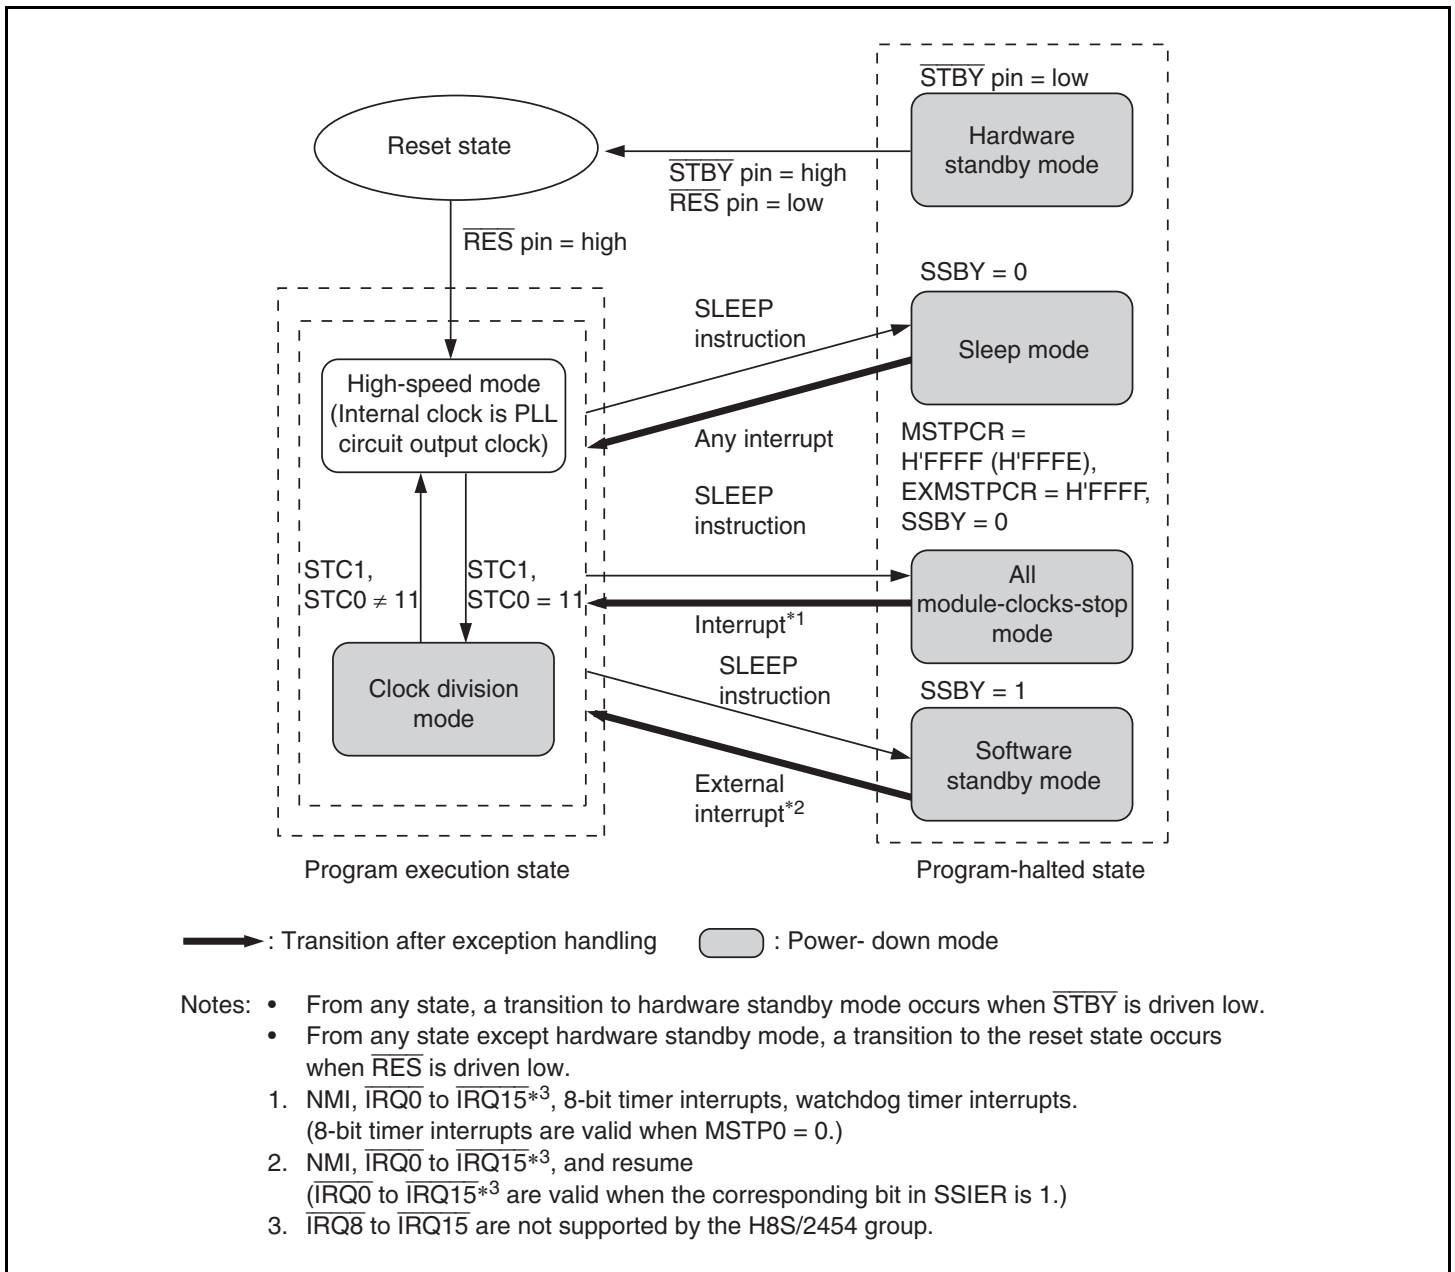 STBY pin = low
Hardware
standby mode
Reset state
STBY pin = high
RES pin = low
RES pin = high
SSBY = 0
SLEEP
instruction
Sleep mode
High-speed mode
(Internal clock is PLL
circuit output clock)
Any interrupt
MSTPCR =
H'FFFF (H'FFFE),
EXMSTPCR = H'FFFF,
SSBY = 0
SLEEP
instruction
STC1,
STC0 ≠ 11
STC1,
STC0 = 11
All
module-clocks-stop
mode
Interrupt*1
SLEEP
instruction
Clock division
mode
SSBY = 1
Software
standby mode
External
interrupt*2
Program execution state
Program-halted state
: Transition after exception handling
: Power- down mode
Notes: • From any state, a transition to hardware standby mode occurs when STBY is driven low.
• From any state except hardware standby mode, a transition to the reset state occurs
when RES is driven low.
1. NMI, IRQ0 to IRQ15*3, 8-bit timer interrupts, watchdog timer interrupts.
(8-bit timer interrupts are valid when MSTP0 = 0.)
2. NMI, IRQ0 to IRQ15*3, and resume
(IRQ0 to IRQ15*3 are valid when the corresponding bit in SSIER is 1.)
3. IRQ8 to IRQ15 are not supported by the H8S/2454 group.